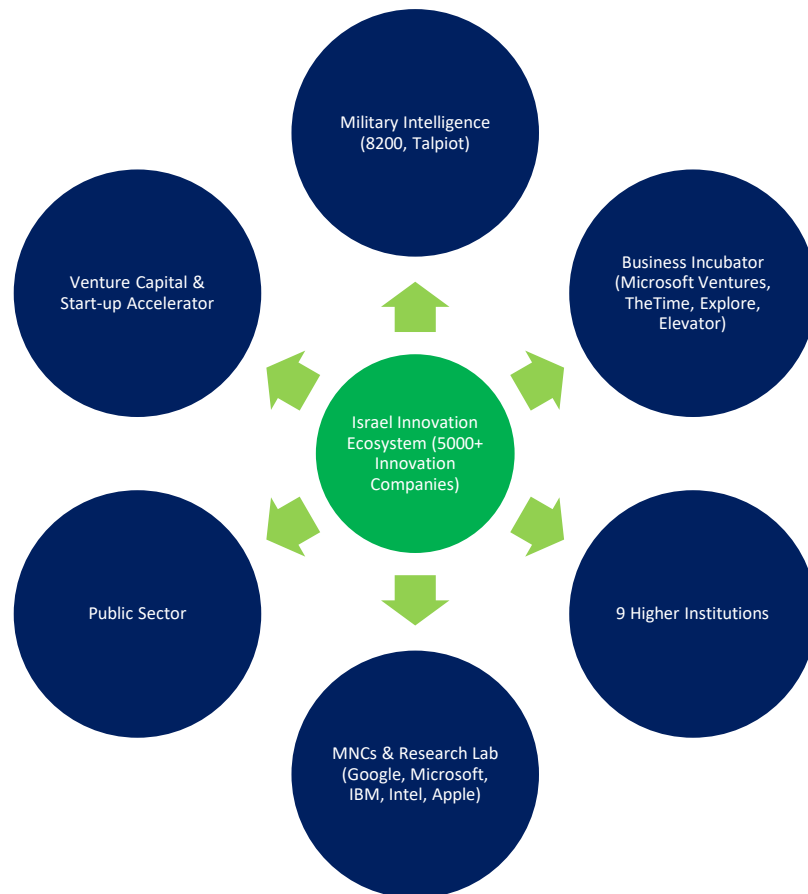 Military Intelligence
(8200, Talpiot)
Venture Capital &
Start-up Accelerator
Business Incubator
(Microsoft Ventures,
TheTime, Explore,
Elevator)
Israel Innovation
Ecosystem (5000+
Innovation
Companies)
Public Sector
9 Higher Institutions
MNCs & Research Lab
(Google, Microsoft,
IBM, Intel, Apple)